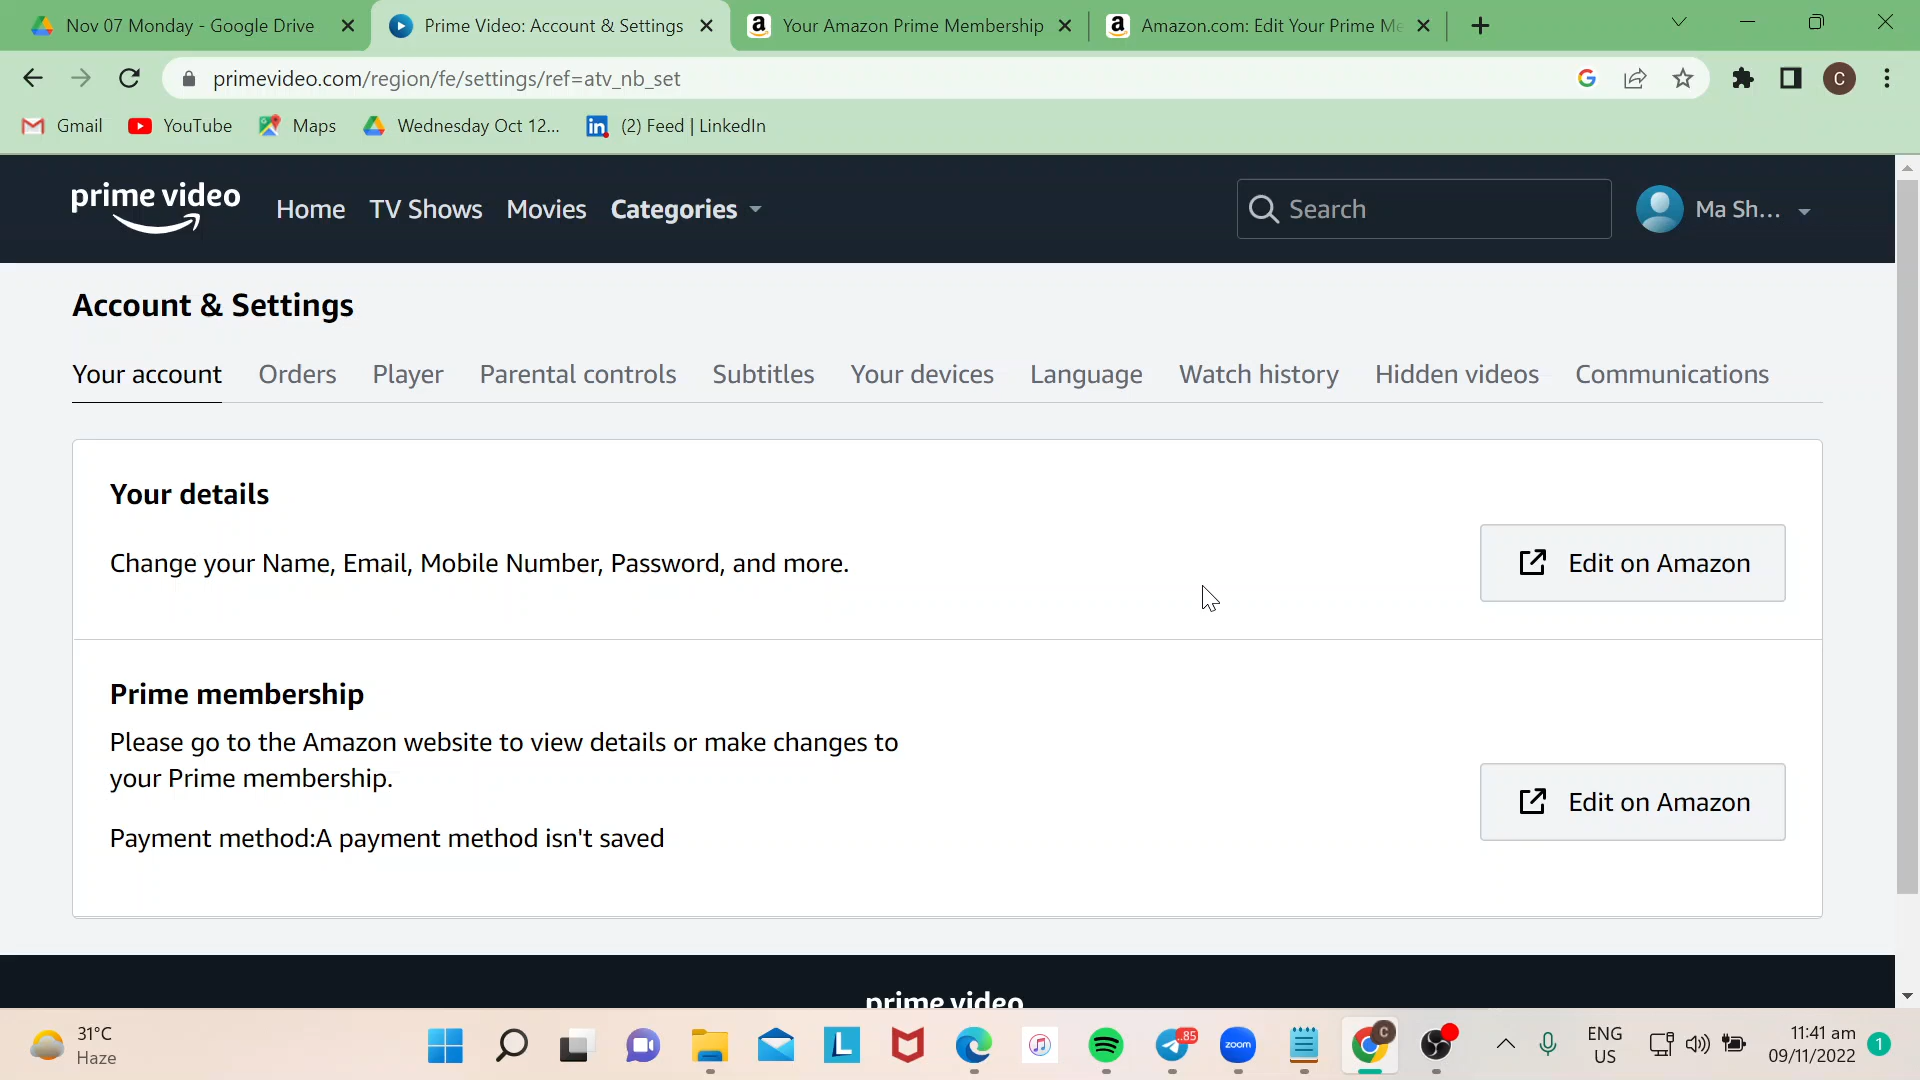 Nov 07 Monday - Google Drive
Prime Video: Account & Settings
Your Amazon Prime Membership
Amazon.com: Edit Your Prime Me
primevideo.com/region/fe/settings/ref=atv_nb_set
C
Gmail
YouTube
Maps
Wednesday Oct 12...
(2) Feed | LinkedIn
prime video
Home
TV Shows
Movies
Categories
Search
Ma Sh...
Account & Settings
Your account
Orders
Player
Parental controls
Subtitles
Your devices
Language
Watch history
Hidden videos
Communications
Your details
Change your Name, Email, Mobile Number, Password, and more.
Edit on Amazon
Prime membership
Please go to the Amazon website to view details or make changes to
your Prime membership.
Edit on Amazon
Payment method:A payment method isn't saved
prime video
31°C
Haze
L
..85
zoom
C
ENG
US
11:41 am
09/11/2022
1